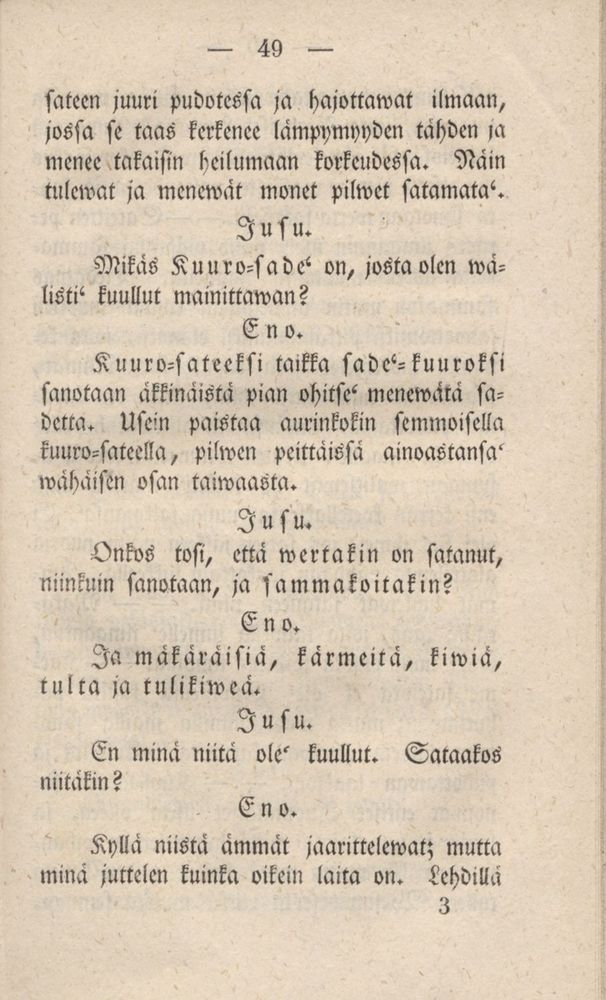 — 49 —
sateen juuri pudotessa ja hajottawat ilmaan,
jossa se taas kerkenee lämpymyyden tähden ja
menee takaisin heilumaan korkeudessa. Näin
tulewat ja menewät monet pilwet satamata‘.
Jusu.
Mikäs Kuuro-sade‘ on, josta olen wä-
listi‘ kuullut mainittawan?
Eno.
Kuuro-sateeksi taikka sade‘-kuuroksi
sanotaan äkkinäistä pian ohitse‘ menewätä sa-
detta. Usein paistaa aurinkokin semmoisella
kuuro-sateella, pilwen peittäissä ainoastansa‘
wähäisen osan taiwaasta.
Jusu.
Onkos tosi, että wertakin on satanut,
niinkuin sanotaan, ja sammakoitakin?
Eno.
Ja mäkäräisiä, kärmeitä, kiwiä,
tulta ja tulikiweä.
Jusu.
En minä niitä ole‘ kuullut. Sataakos
niitäkin?
Eno.
Kyllä niistä ämmät jaarittelewat; mutta
minä juttelen kuinka oikein laita on. Lehdillä
3